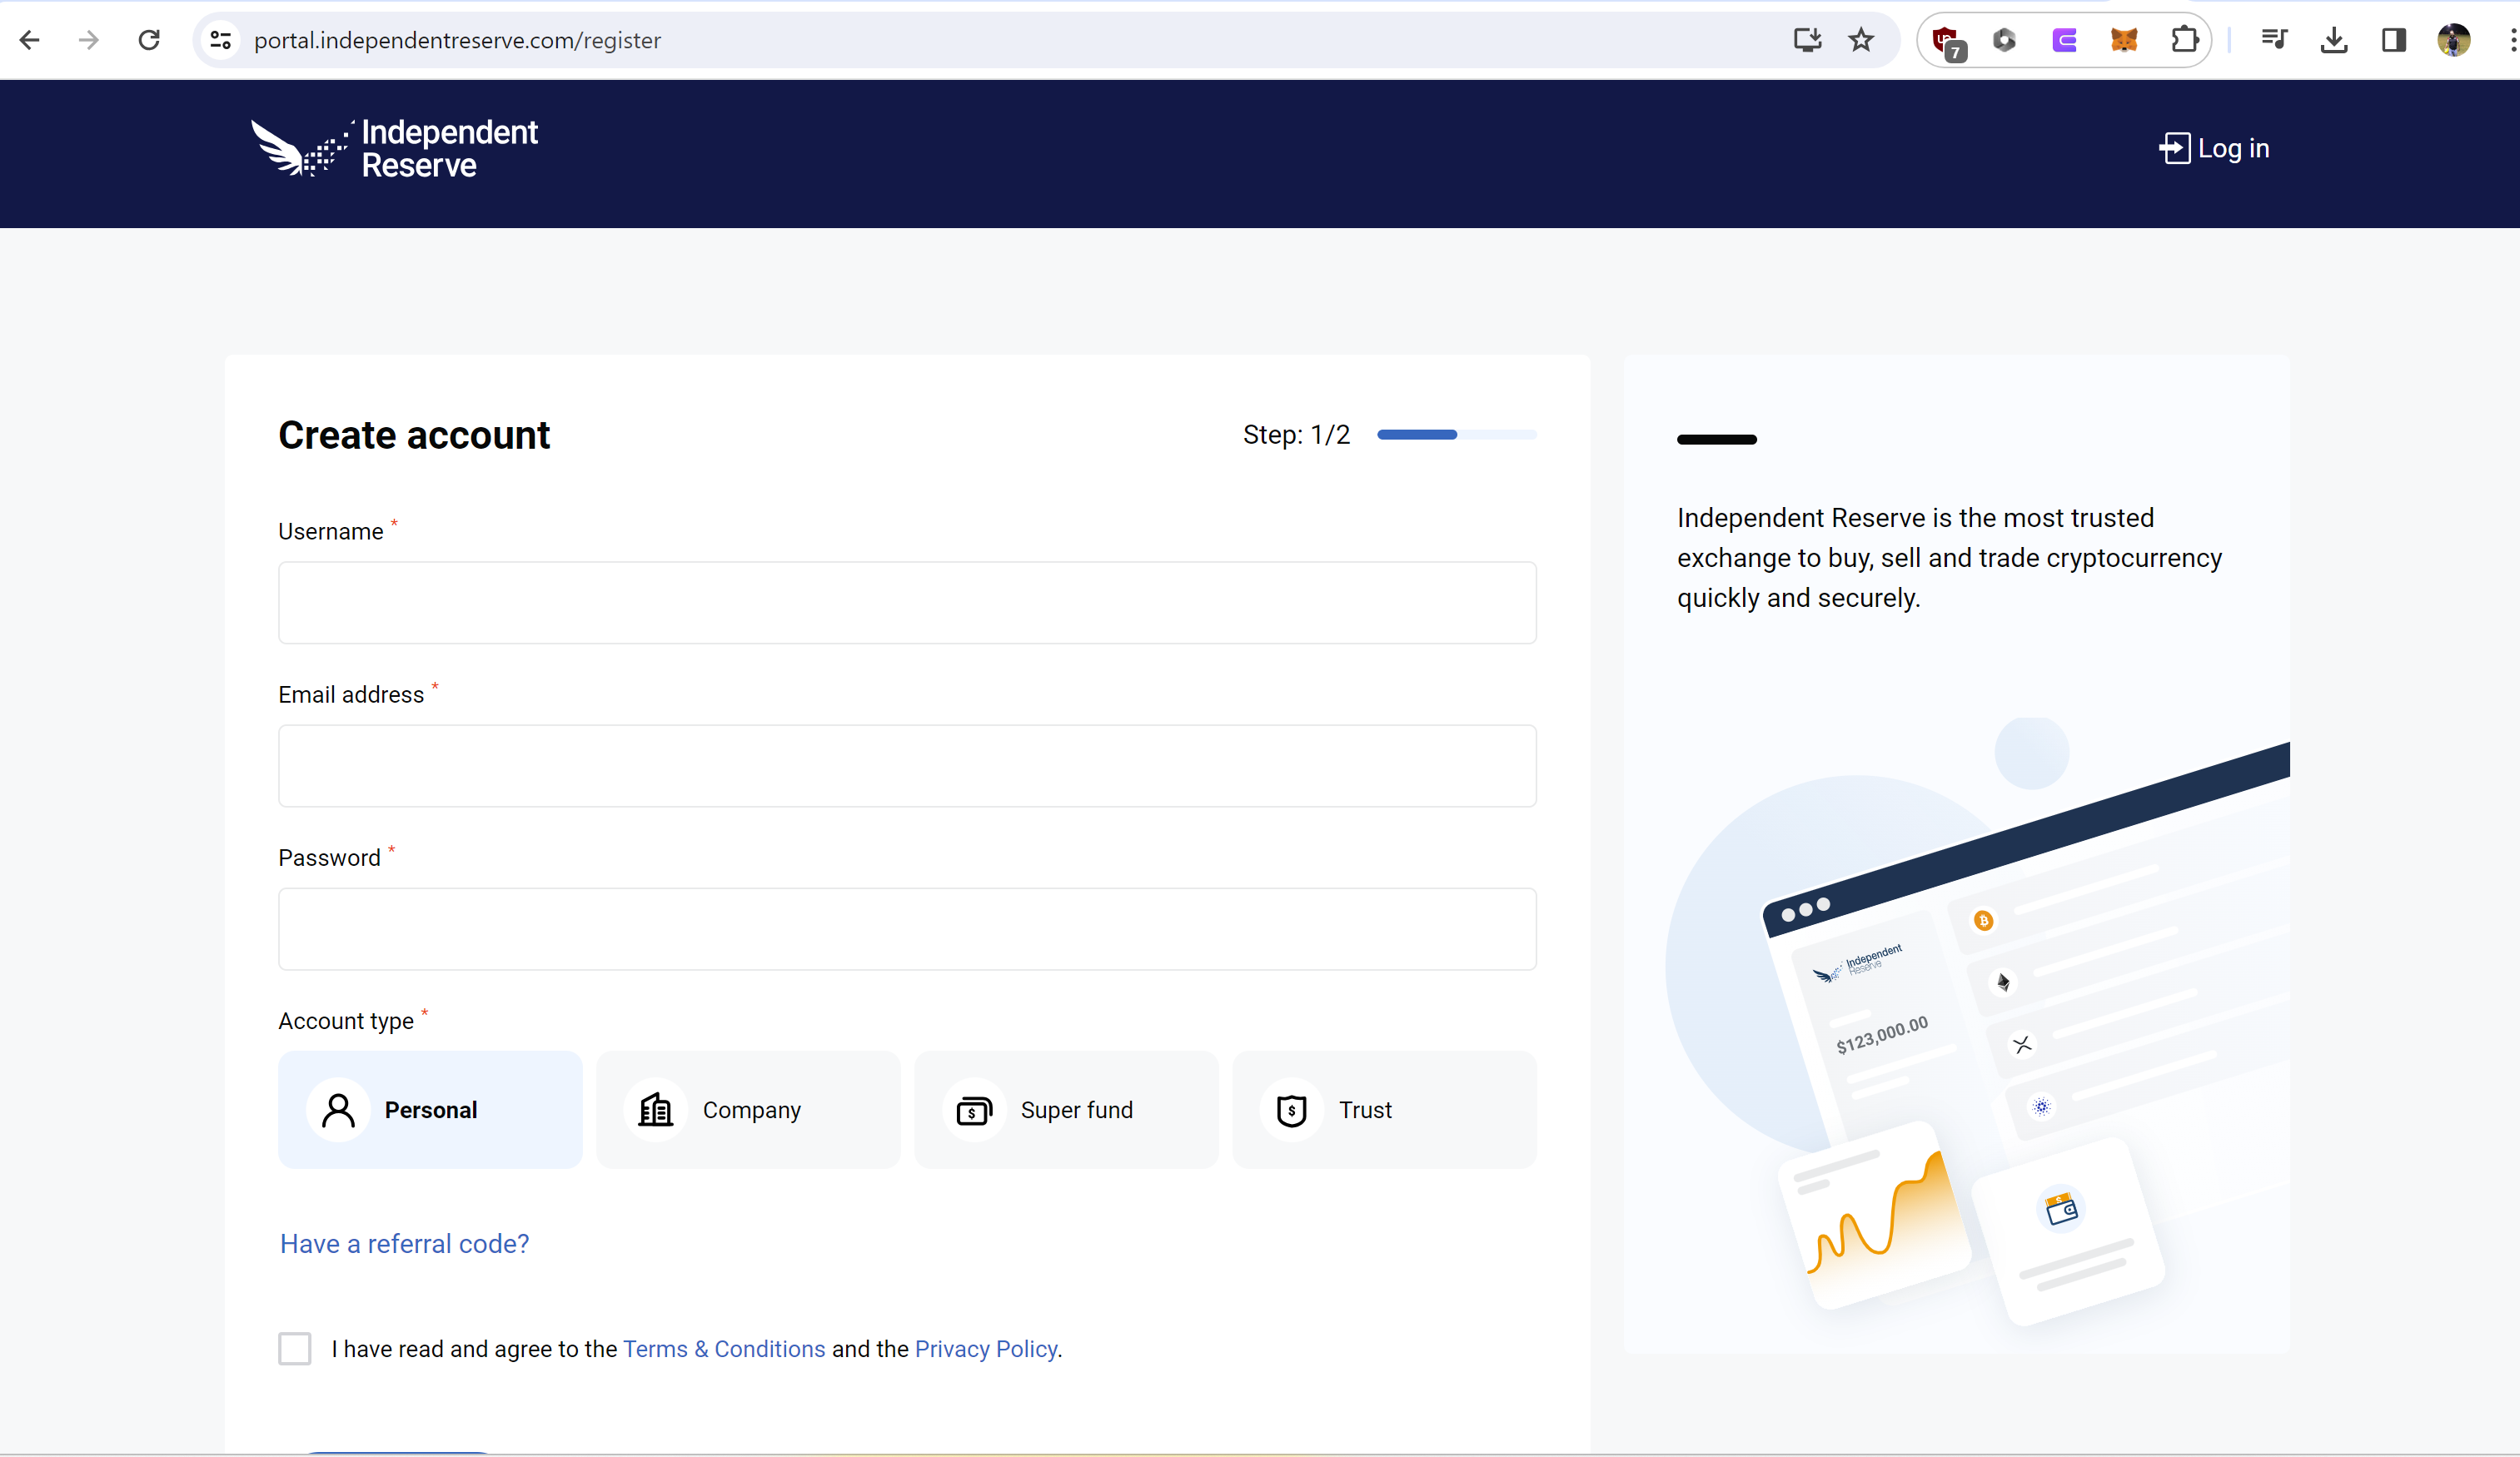 portal.independentreserve.com/register
7
Independent
Reserve
Log in
Create account
Step: 1/2
Username *
Email address *
Password *
Account type *
Personal
Company
Super fund
Trust
Have a referral code?
I have read and agree to the Terms & Conditions and the Privacy Policy.
Independent Reserve is the most trusted
exchange to buy, sell and trade cryptocurrency
quickly and securely.
Independent
Reserve
$123,000.00